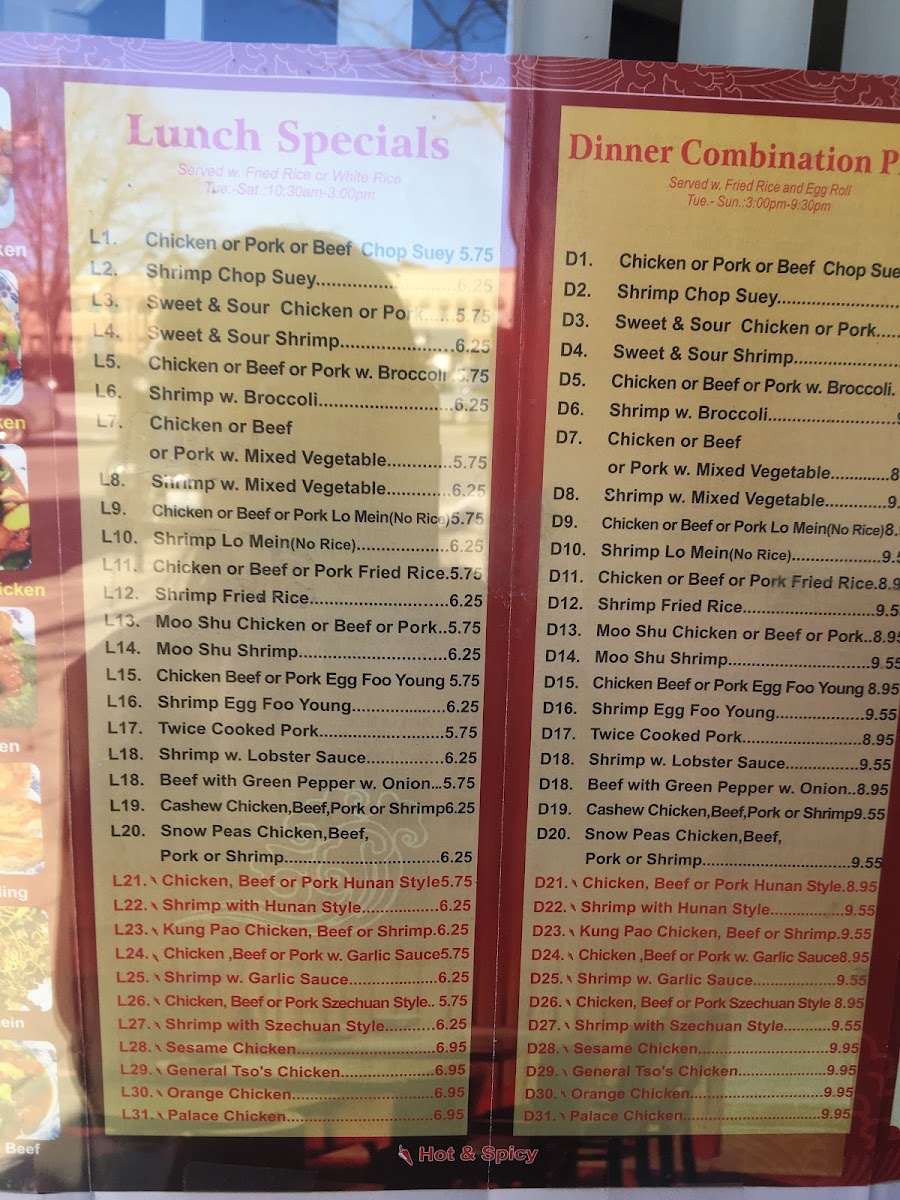 Lunch Specials
Served w. Fried Rice or White Rice
Tue.-Sat.:10:30am-3:00pm
L1. Chicken or Pork or Beef Chop Suey 5.75
L2. Shrimp Chop Suey....................6.25
L3. Sweet & Sour Chicken or Pork......5.75
L4. Sweet & Sour Shrimp......................6.25
L5. Chicken or Beef or Pork w. Broccoli .5.75
L6. Shrimp w. Broccoli..........................6.25
L7. Chicken or Beef
or Pork w. Mixed Vegetable............5.75
L8. Shrimp w. Mixed Vegetable............6.25
L9. Chicken or Beef or Pork Lo Mein(No Rice)5.75
L10. Shrimp Lo Mein(No Rice)..................6.25
L11. Chicken or Beef or Pork Fried Rice.5.75
L12. Shrimp Fried Rice...........................6.25
L13. Moo Shu Chicken or Beef or Pork..5.75
L14. Moo Shu Shrimp.............................6.25
L15. Chicken Beef or Pork Egg Foo Young 5.75
L16. Shrimp Egg Foo Young...................6.25
L17. Twice Cooked Pork.........................5.75
L18. Shrimp w. Lobster Sauce...............6.25
L18. Beef with Green Pepper w. Onion...5.75
L19. Cashew Chicken,Beef,Pork or Shrimp6.25
L20. Snow Peas Chicken,Beef,
Pork or Shrimp...............................6.25
L21. Chicken, Beef or Pork Hunan Style5.75
L22. Shrimp with Hunan Style................6.25
L23. Kung Pao Chicken, Beef or Shrimp.6.25
L24. Chicken ,Beef or Pork w. Garlic Sauce5.75
L25. Shrimp w. Garlic Sauce..................6.25
L26. Chicken, Beef or Pork Szechuan Style.. 5.75
L27. Shrimp with Szechuan Style..........6.25
L28. Sesame Chicken............................6.95
L29. General Tso's Chicken...................6.95
L30. Orange Chicken.............................6.95
L31. Palace Chicken..............................6.95
Dinner Combination
Served w. Fried Rice and Egg Roll
Tue.- Sun.:3:00pm-9:30pm
D1. Chicken or Pork or Beef Chop Sue
D2. Shrimp Chop Suey.......................
D3. Sweet & Sour Chicken or Pork.....
D4. Sweet & Sour Shrimp....................
D5. Chicken or Beef or Pork w. Broccoli.
D6. Shrimp w. Broccoli........................9
D7. Chicken or Beef
or Pork w. Mixed Vegetable............8
D8. Shrimp w. Mixed Vegetable............9.
D9. Chicken or Beef or Pork Lo Mein(No Rice)8.
D10. Shrimp Lo Mein(No Rice)..................9.5
D11. Chicken or Beef or Pork Fried Rice.8.9
D12. Shrimp Fried Rice..........................9.5
D13. Moo Shu Chicken or Beef or Pork..8.95
D14. Moo Shu Shrimp.............................9.55
D15. Chicken Beef or Pork Egg Foo Young 8.95
D16. Shrimp Egg Foo Young..................9.55
D17. Twice Cooked Pork........................8.95
D18. Shrimp w. Lobster Sauce...............9.55
D18. Beef with Green Pepper w. Onion..8.95
D19. Cashew Chicken,Beef,Pork or Shrimp9.55
D20. Snow Peas Chicken,Beef,
Pork or Shrimp..............................9.55
D21. Chicken, Beef or Pork Hunan Style.8.95
D22. Shrimp with Hunan Style................9.55
D23. Kung Pao Chicken, Beef or Shrimp.9.55
D24. Chicken ,Beef or Pork w. Garlic Sauce8.95
D25. Shrimp w. Garlic Sauce..................9.55
D26. Chicken, Beef or Pork Szechuan Style 8.95
D27. Shrimp with Szechuan Style..........9.55
D28. Sesame Chicken............................9.95
D29. General Tso's Chicken...................9.95
D30. Orange Chicken.............................9.95
D31. Palace Chicken..............................9.95
Hot & Spicy
Beef